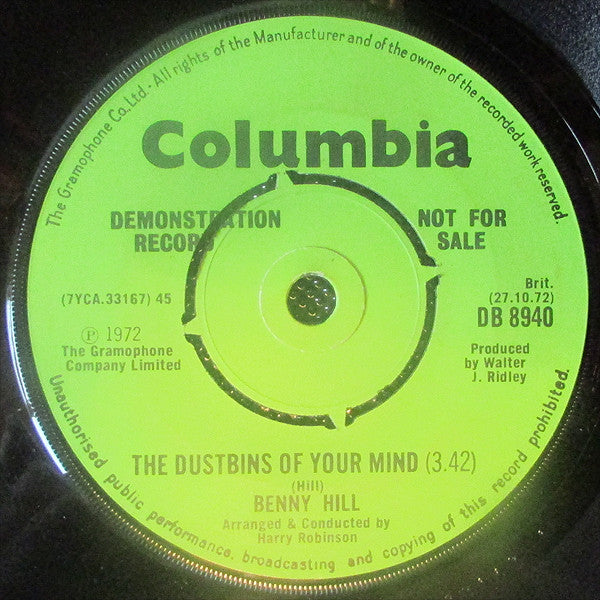 The Gramophone Co. Ltd. · All rights of the Manufacturer and of the owner of the recorded work reserved.
Columbia
DEMONSTRATION
RECORD
NOT FOR
SALE
(7YCA.33167) 45
Brit.
(27.10.72)
DB 8940
Ⓟ 1972
The Gramophone
Company Limited
Produced
by Walter
J. Ridley
THE DUSTBINS OF YOUR MIND (3.42)
(Hill)
BENNY HILL
Arranged & Conducted by
Harry Robinson
Unauthorised public performance, broadcasting and copying of this record prohibited.